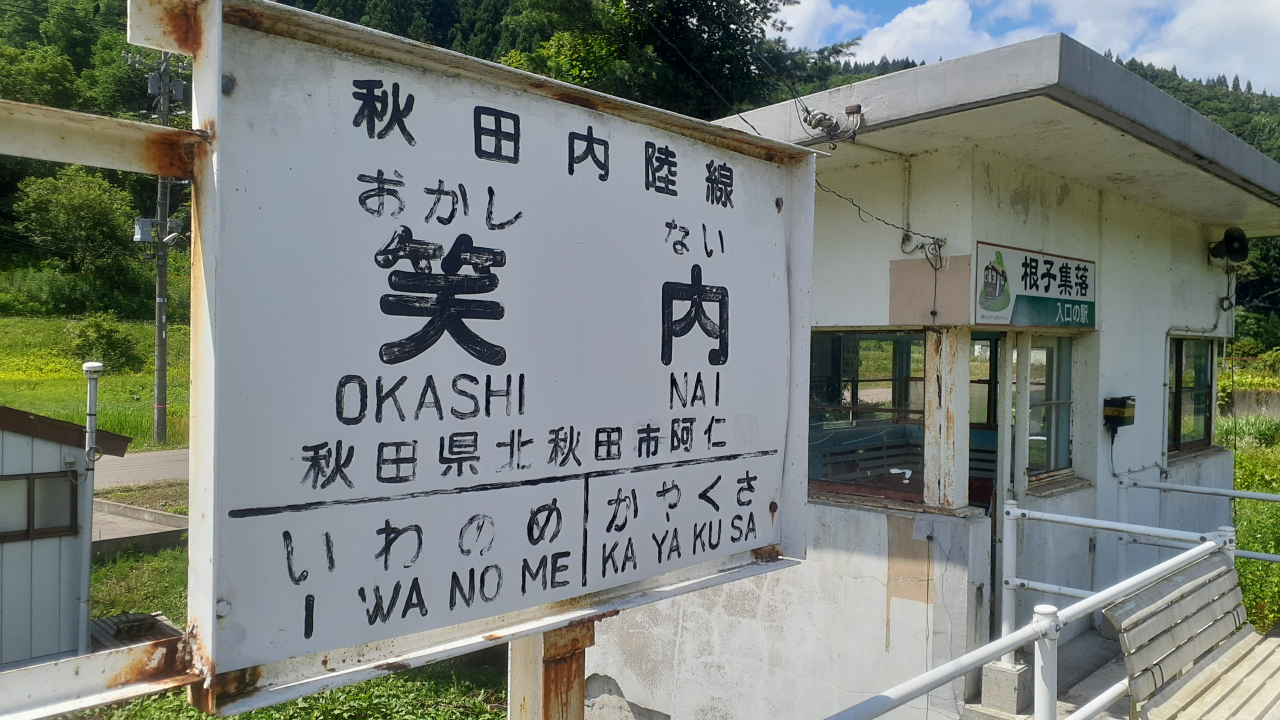 秋田内陸線
おかし ない
笑内
OKASHI NAI
秋田県北秋田市阿仁
いわのめ かやくさ
I WA NO ME KA YA KU SA
根子集落
入口の駅